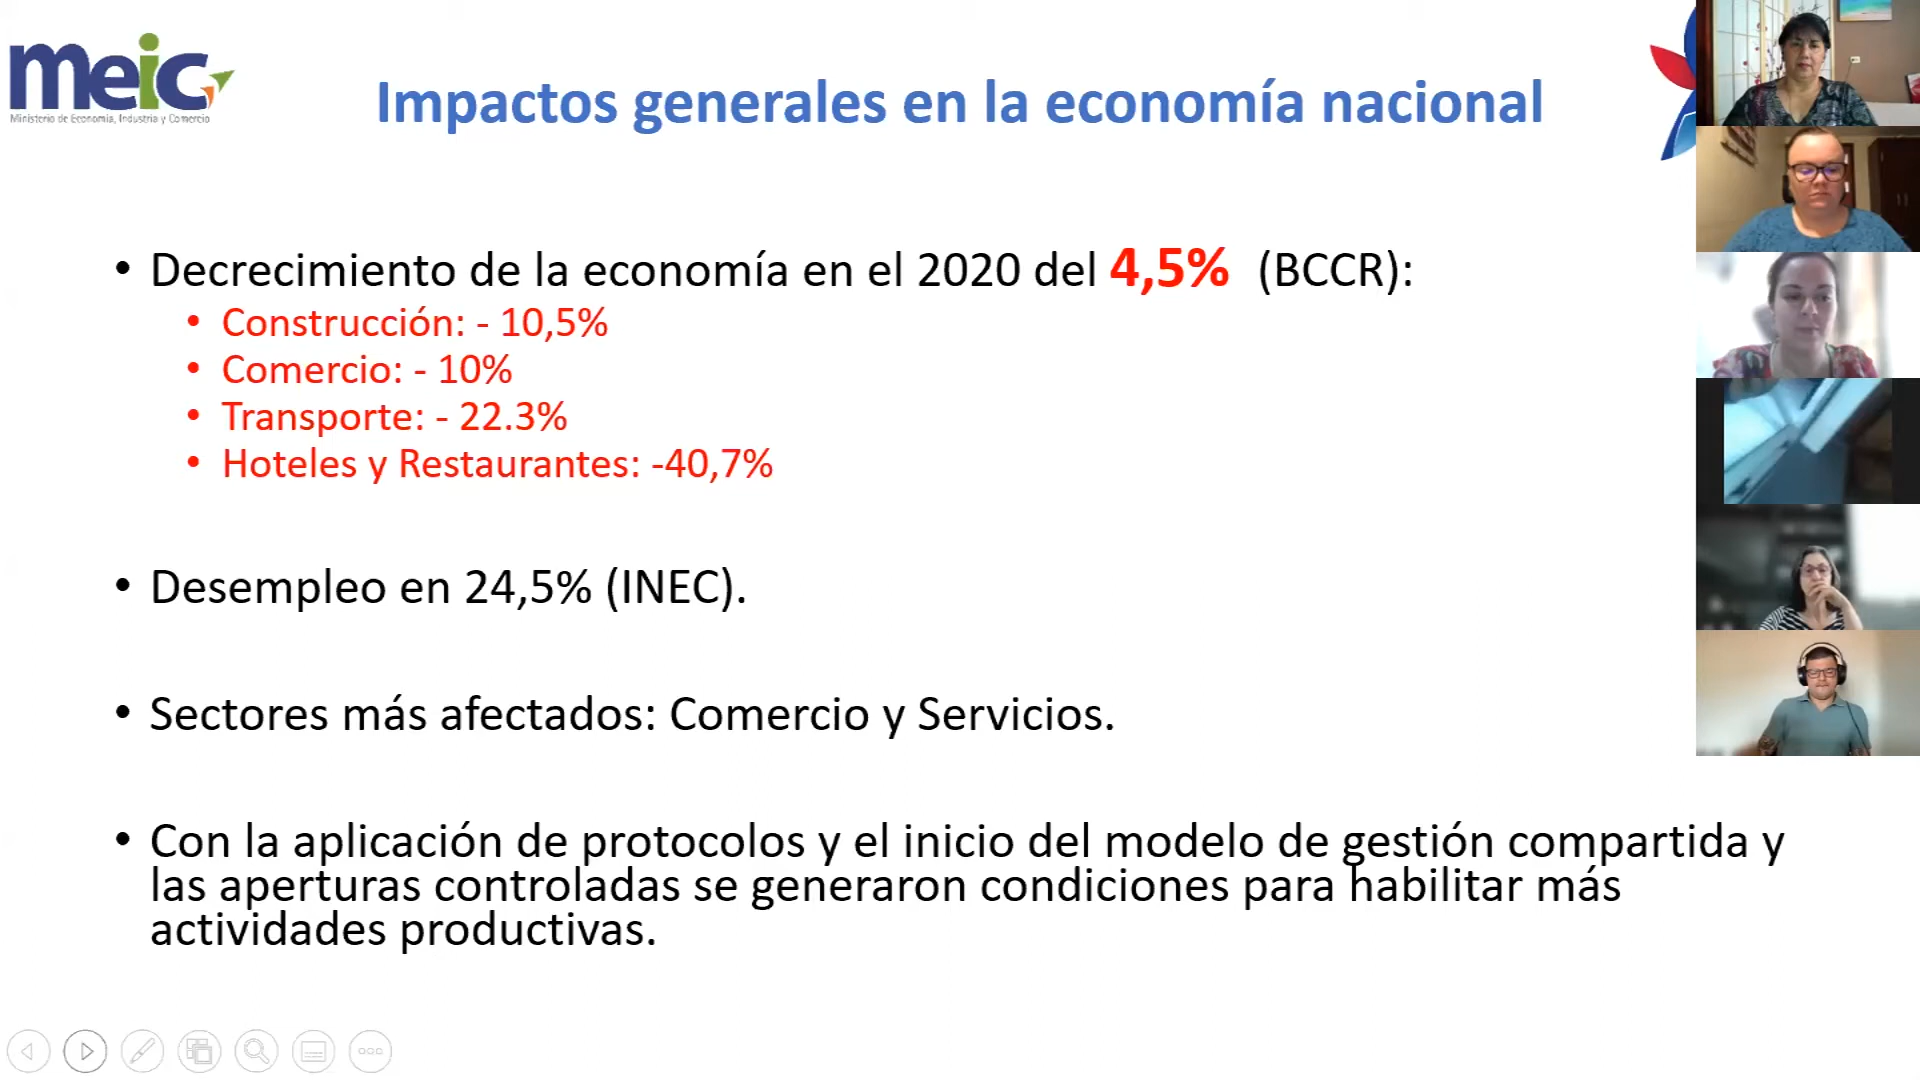 meic
Ministerio de Economía, Industria y Comercio
Impactos generales en la economía nacional
• Decrecimiento de la economía en el 2020 del 4,5% (BCCR):
• Construcción: - 10,5%
• Comercio: - 10%
• Transporte: - 22.3%
• Hoteles y Restaurantes: -40,7%
• Desempleo en 24,5% (INEC).
• Sectores más afectados: Comercio y Servicios.
• Con la aplicación de protocolos y el inicio del modelo de gestión compartida y
las aperturas controladas se generaron condiciones para habilitar más
actividades productivas.